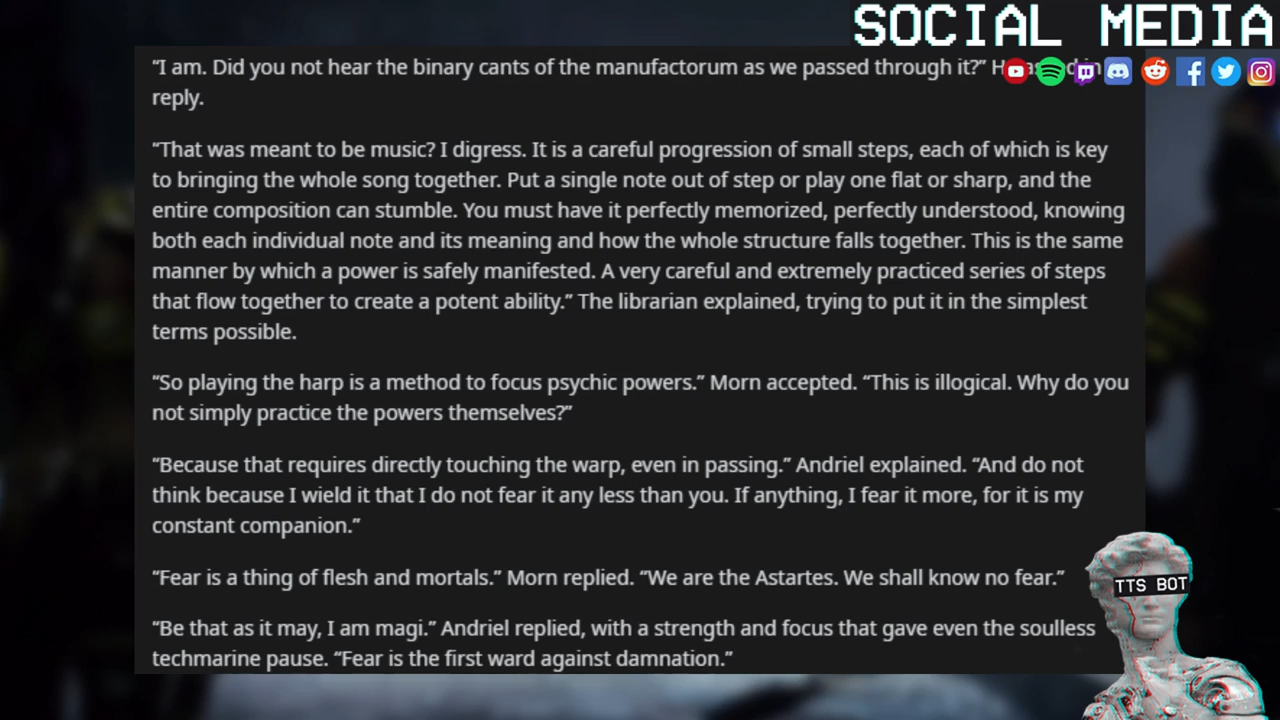 SOCIAL MEDIA
“I am. Did you not hear the binary cants of the manufactorum as we passed through it?” in
reply.
“That was meant to be music? I digress. It is a careful progression of small steps, each of which is key
to bringing the whole song together. Put a single note out of step or play one flat or sharp, and the
entire composition can stumble. You must have it perfectly memorized, perfectly understood, knowing
both each individual note and its meaning and how the whole structure falls together. This is the same
manner by which a power is safely manifested. A very careful and extremely practiced series of steps
that flow together to create a potent ability.” The librarian explained, trying to put it in the simplest
terms possible.
“So playing the harp is a method to focus psychic powers.” Morn accepted. “This is illogical. Why do you
not simply practice the powers themselves?”
“Because that requires directly touching the warp, even in passing.” Andriel explained. “And do not
think because I wield it that I do not fear it any less than you. If anything, I fear it more, for it is my
constant companion.”
“Fear is a thing of flesh and mortals.” Morn replied. “We are the Astartes. We shall know no fear.”
“Be that as it may, I am magi.” Andriel replied, with a strength and focus that gave even the soulless
techmarine pause. “Fear is the first ward against damnation.”
TTS BOT